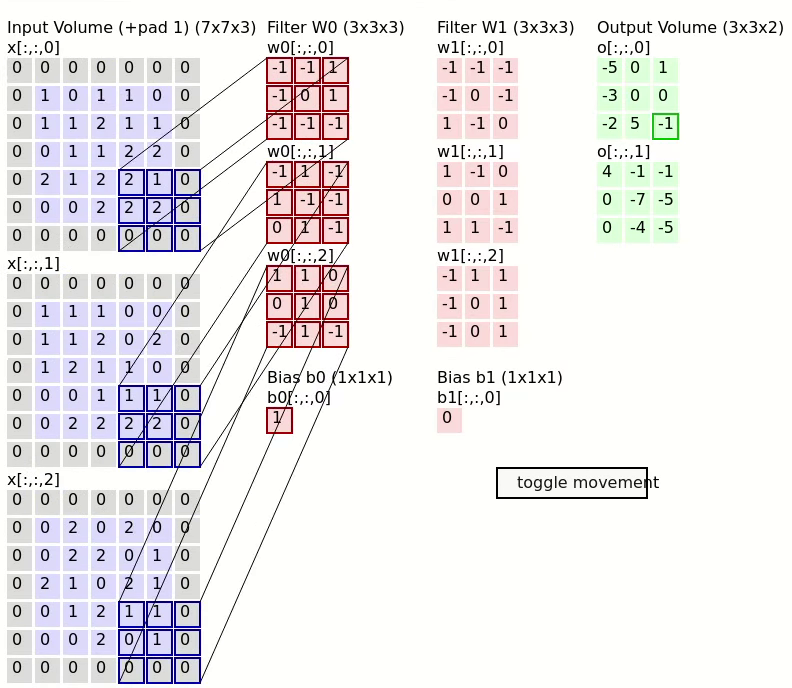 Input Volume (+pad 1) (7x7x3)
x[:,:,0]
0 0 0 0 0 0 0
0 1 0 1 1 0 0
0 1 1 2 1 1 0
0 0 1 1 2 2 0
0 2 1 2 2 1 0
0 0 0 2 2 2 0
0 0 0 0 0 0 0
x[:,:,1]
0 0 0 0 0 0 0
0 1 1 1 0 0 0
0 1 1 2 0 2 0
0 1 2 1 1 0 0
0 0 0 1 1 1 0
0 0 2 2 2 2 0
0 0 0 0 0 0 0
x[:,:,2]
0 0 0 0 0 0 0
0 0 2 0 2 0 0
0 0 2 2 0 1 0
0 2 1 0 2 1 0
0 0 1 2 1 1 0
0 0 0 2 0 1 0
0 0 0 0 0 0 0
Filter W0 (3x3x3)
w0[:,:,0]
-1 -1 1
-1 0 1
-1 -1 -1
w0[:,:,1]
-1 1 -1
1 -1 -1
0 1 -1
w0[:,:,2]
1 1 0
0 1 0
-1 1 -1
Bias b0 (1x1x1)
b0[:,:,0]
1
Filter W1 (3x3x3)
w1[:,:,0]
-1 -1 -1
-1 0 -1
1 -1 0
w1[:,:,1]
1 -1 0
0 0 1
1 1 -1
w1[:,:,2]
-1 1 1
-1 0 1
-1 0 1
Bias b1 (1x1x1)
b1[:,:,0]
0
Output Volume (3x3x2)
o[:,:,0]
-5 0 1
-3 0 0
-2 5 -1
o[:,:,1]
4 -1 -1
0 -7 -5
0 -4 -5
toggle movement